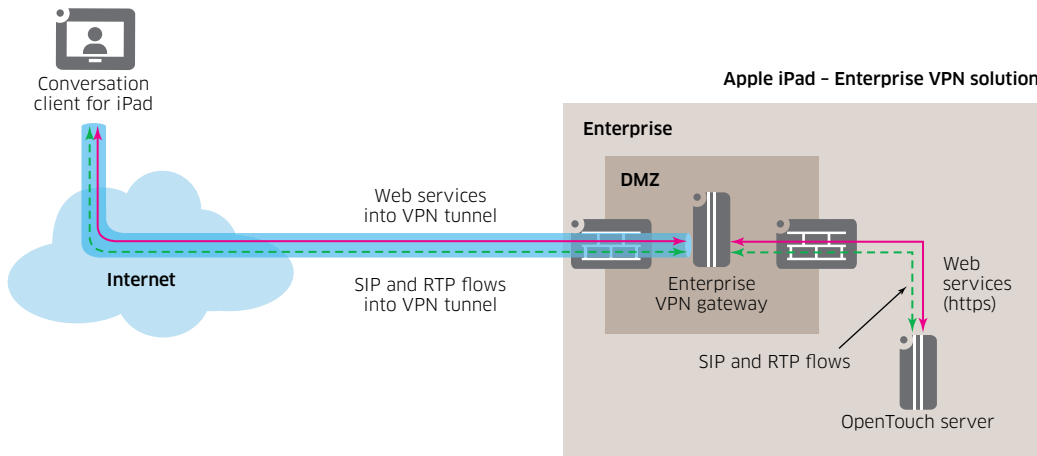 Conversation
client for iPad
Apple iPad – Enterprise VPN solution
Enterprise
DMZ
Web services
into VPN tunnel
Internet
SIP and RTP flows
into VPN tunnel
Enterprise
VPN gateway
Web
services
(https)
SIP and RTP flows
OpenTouch server